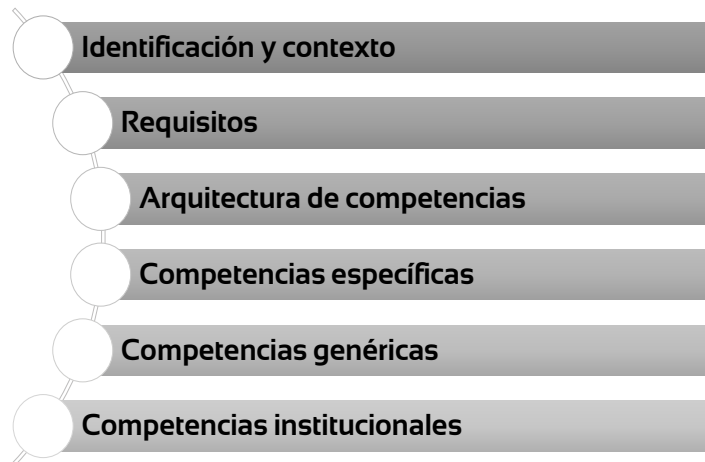 Identificación y contexto
Requisitos
Arquitectura de competencias
Competencias específicas
Competencias genéricas
Competencias institucionales